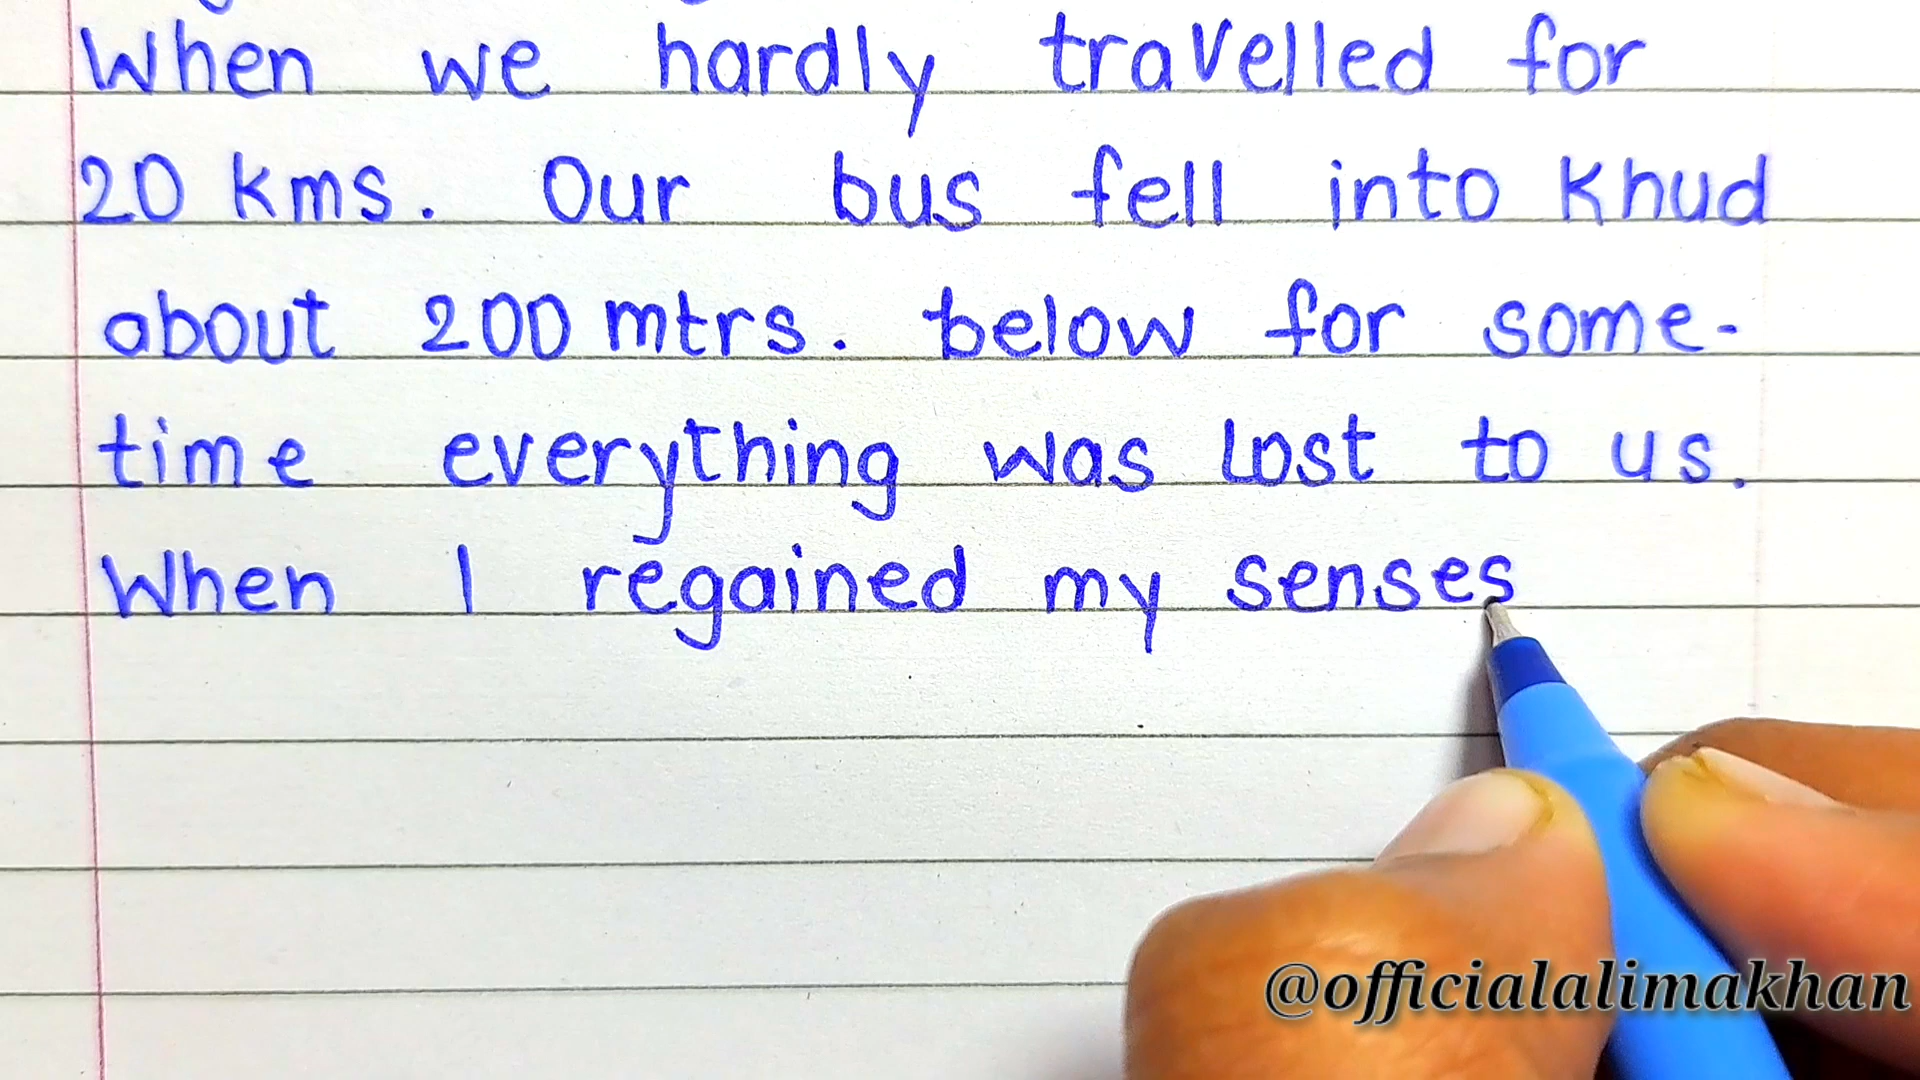 When we hardly travelled for
20 kms. Our bus fell into Khud
about 200 mtrs. below for some-
time everything was lost to us.
When I regained my senses
@officialalimakhan